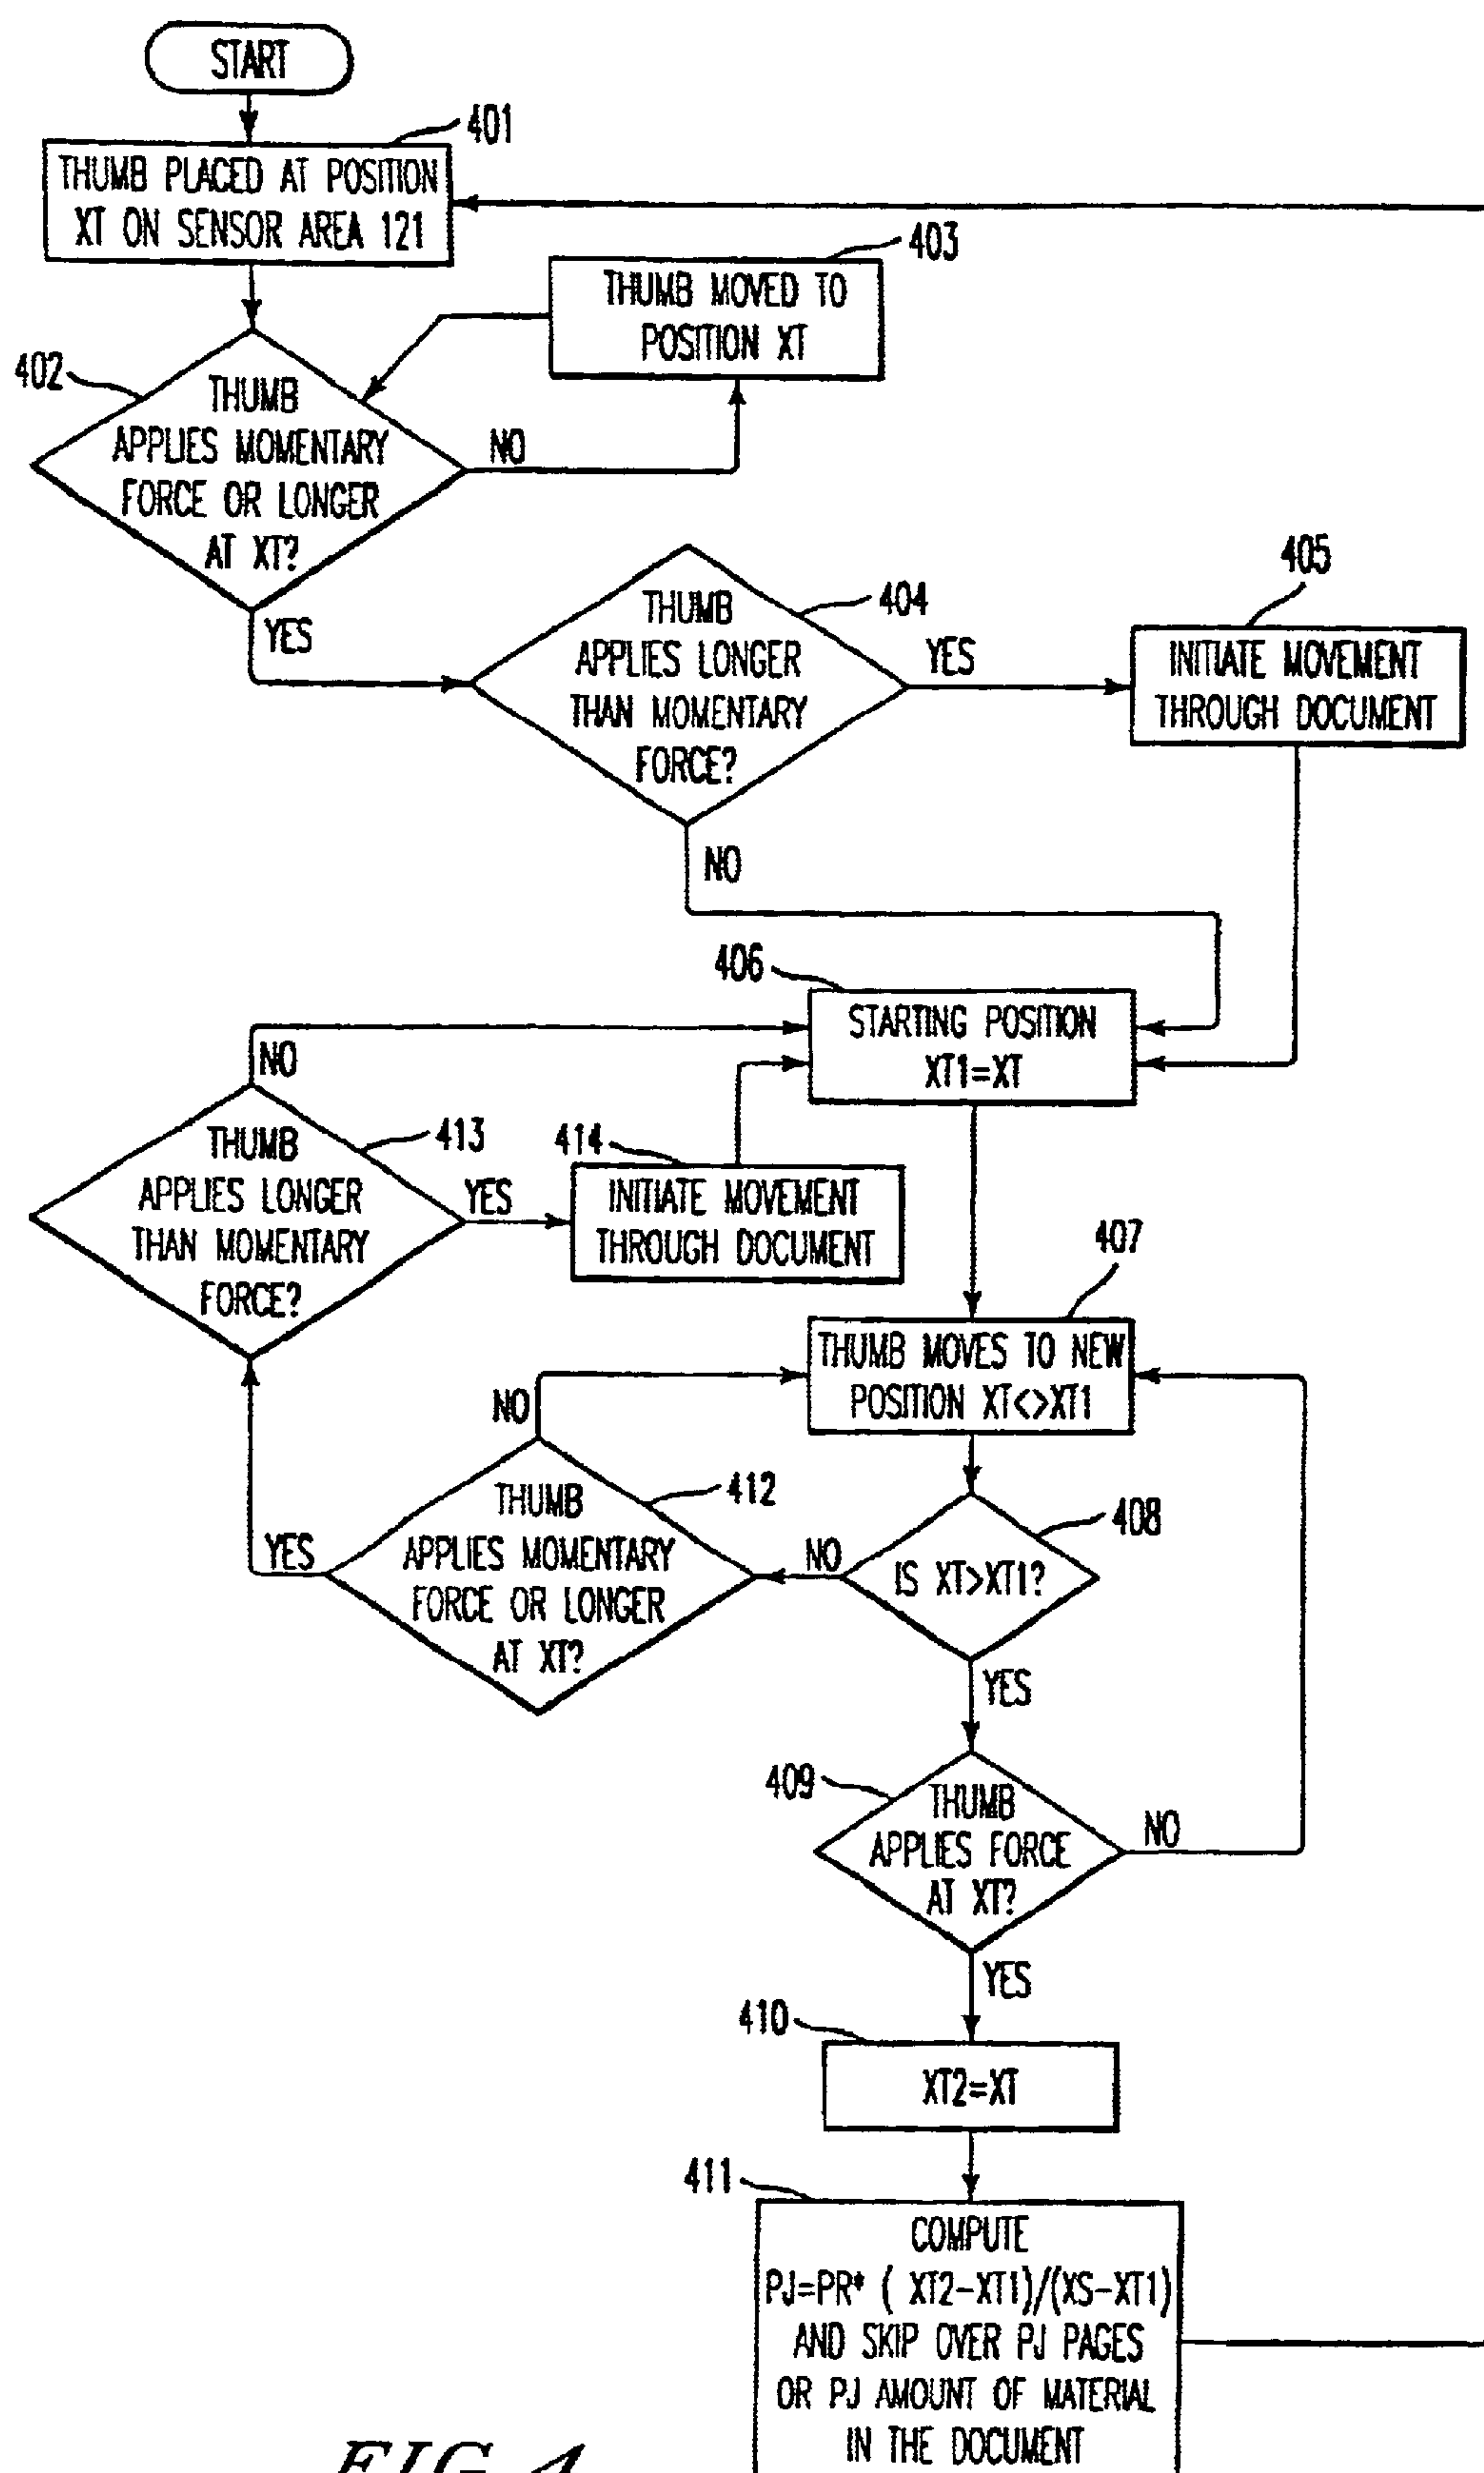 START
401
THUMB PLACED AT POSITION
XT ON SENSOR AREA 121
403
THUMB MOVED TO
POSITION XT
402
THUMB
APPLIES MOMENTARY
FORCE OR LONGER
AT XT?
NO
YES
404
THUMB
APPLIES LONGER
THAN MOMENTARY
FORCE?
YES
405
INITIATE MOVEMENT
THROUGH DOCUMENT
NO
406
STARTING POSITION
XT1=XT
NO
413
THUMB
APPLIES LONGER
THAN MOMENTARY
FORCE?
YES
414
INITIATE MOVEMENT
THROUGH DOCUMENT
407
THUMB MOVES TO NEW
POSITION XT<>XT1
NO
412
THUMB
APPLIES MOMENTARY
FORCE OR LONGER
AT XT?
YES
NO
408
IS XT>XT1?
YES
409
THUMB
APPLIES FORCE
AT XT?
NO
YES
410
XT2=XT
411
COMPUTE
PJ=PR* ( XT2-XT1)/(XS-XT1)
AND SKIP OVER PJ PAGES
OR PJ AMOUNT OF MATERIAL
IN THE DOCUMENT
FIG. 4